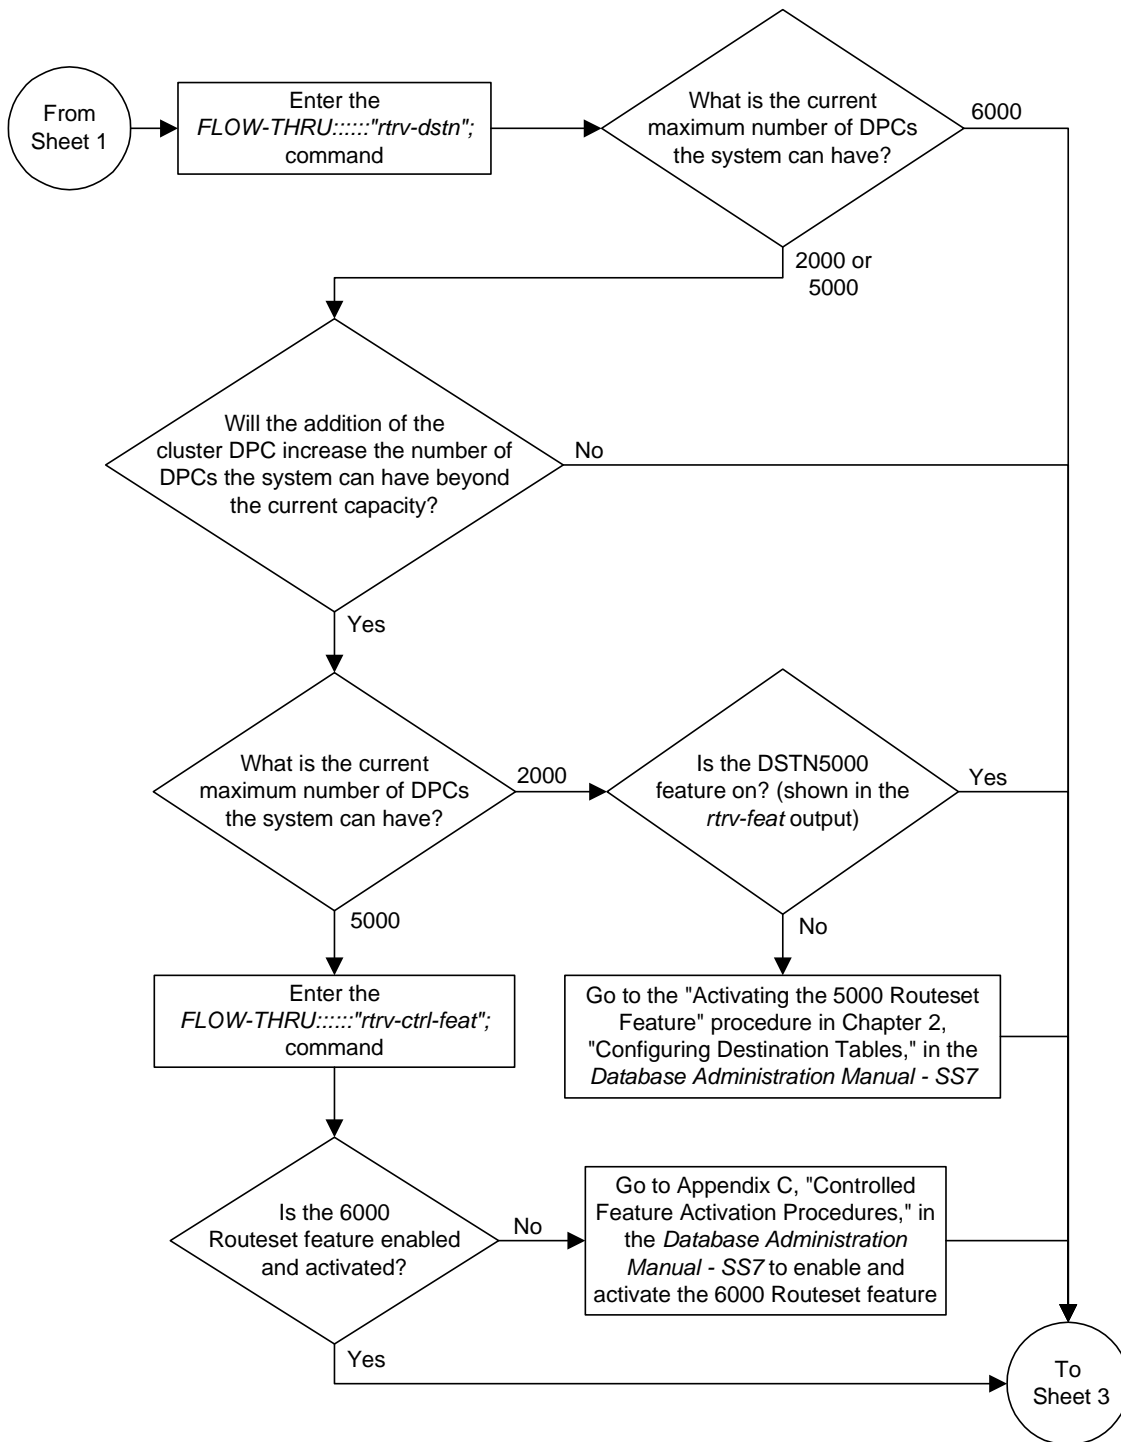 From
Sheet 1
Enter the
FLOW-THRU::::::"rtrv-dstn";
command
What is the current
maximum number of DPCs
the system can have?
6000
2000 or
5000
Will the addition of the
cluster DPC increase the number of
DPCs the system can have beyond
the current capacity?
No
Yes
What is the current
maximum number of DPCs
the system can have?
2000
Is the DSTN5000
feature on? (shown in the
rtrv-feat output)
Yes
5000
No
Enter the
FLOW-THRU::::::"rtrv-ctrl-feat";
command
Go to the "Activating the 5000 Routeset
Feature" procedure in Chapter 2,
"Configuring Destination Tables," in the
Database Administration Manual - SS7
Is the 6000
Routeset feature enabled
and activated?
No
Go to Appendix C, "Controlled
Feature Activation Procedures," in
the Database Administration
Manual - SS7 to enable and
activate the 6000 Routeset feature
Yes
To
Sheet 3